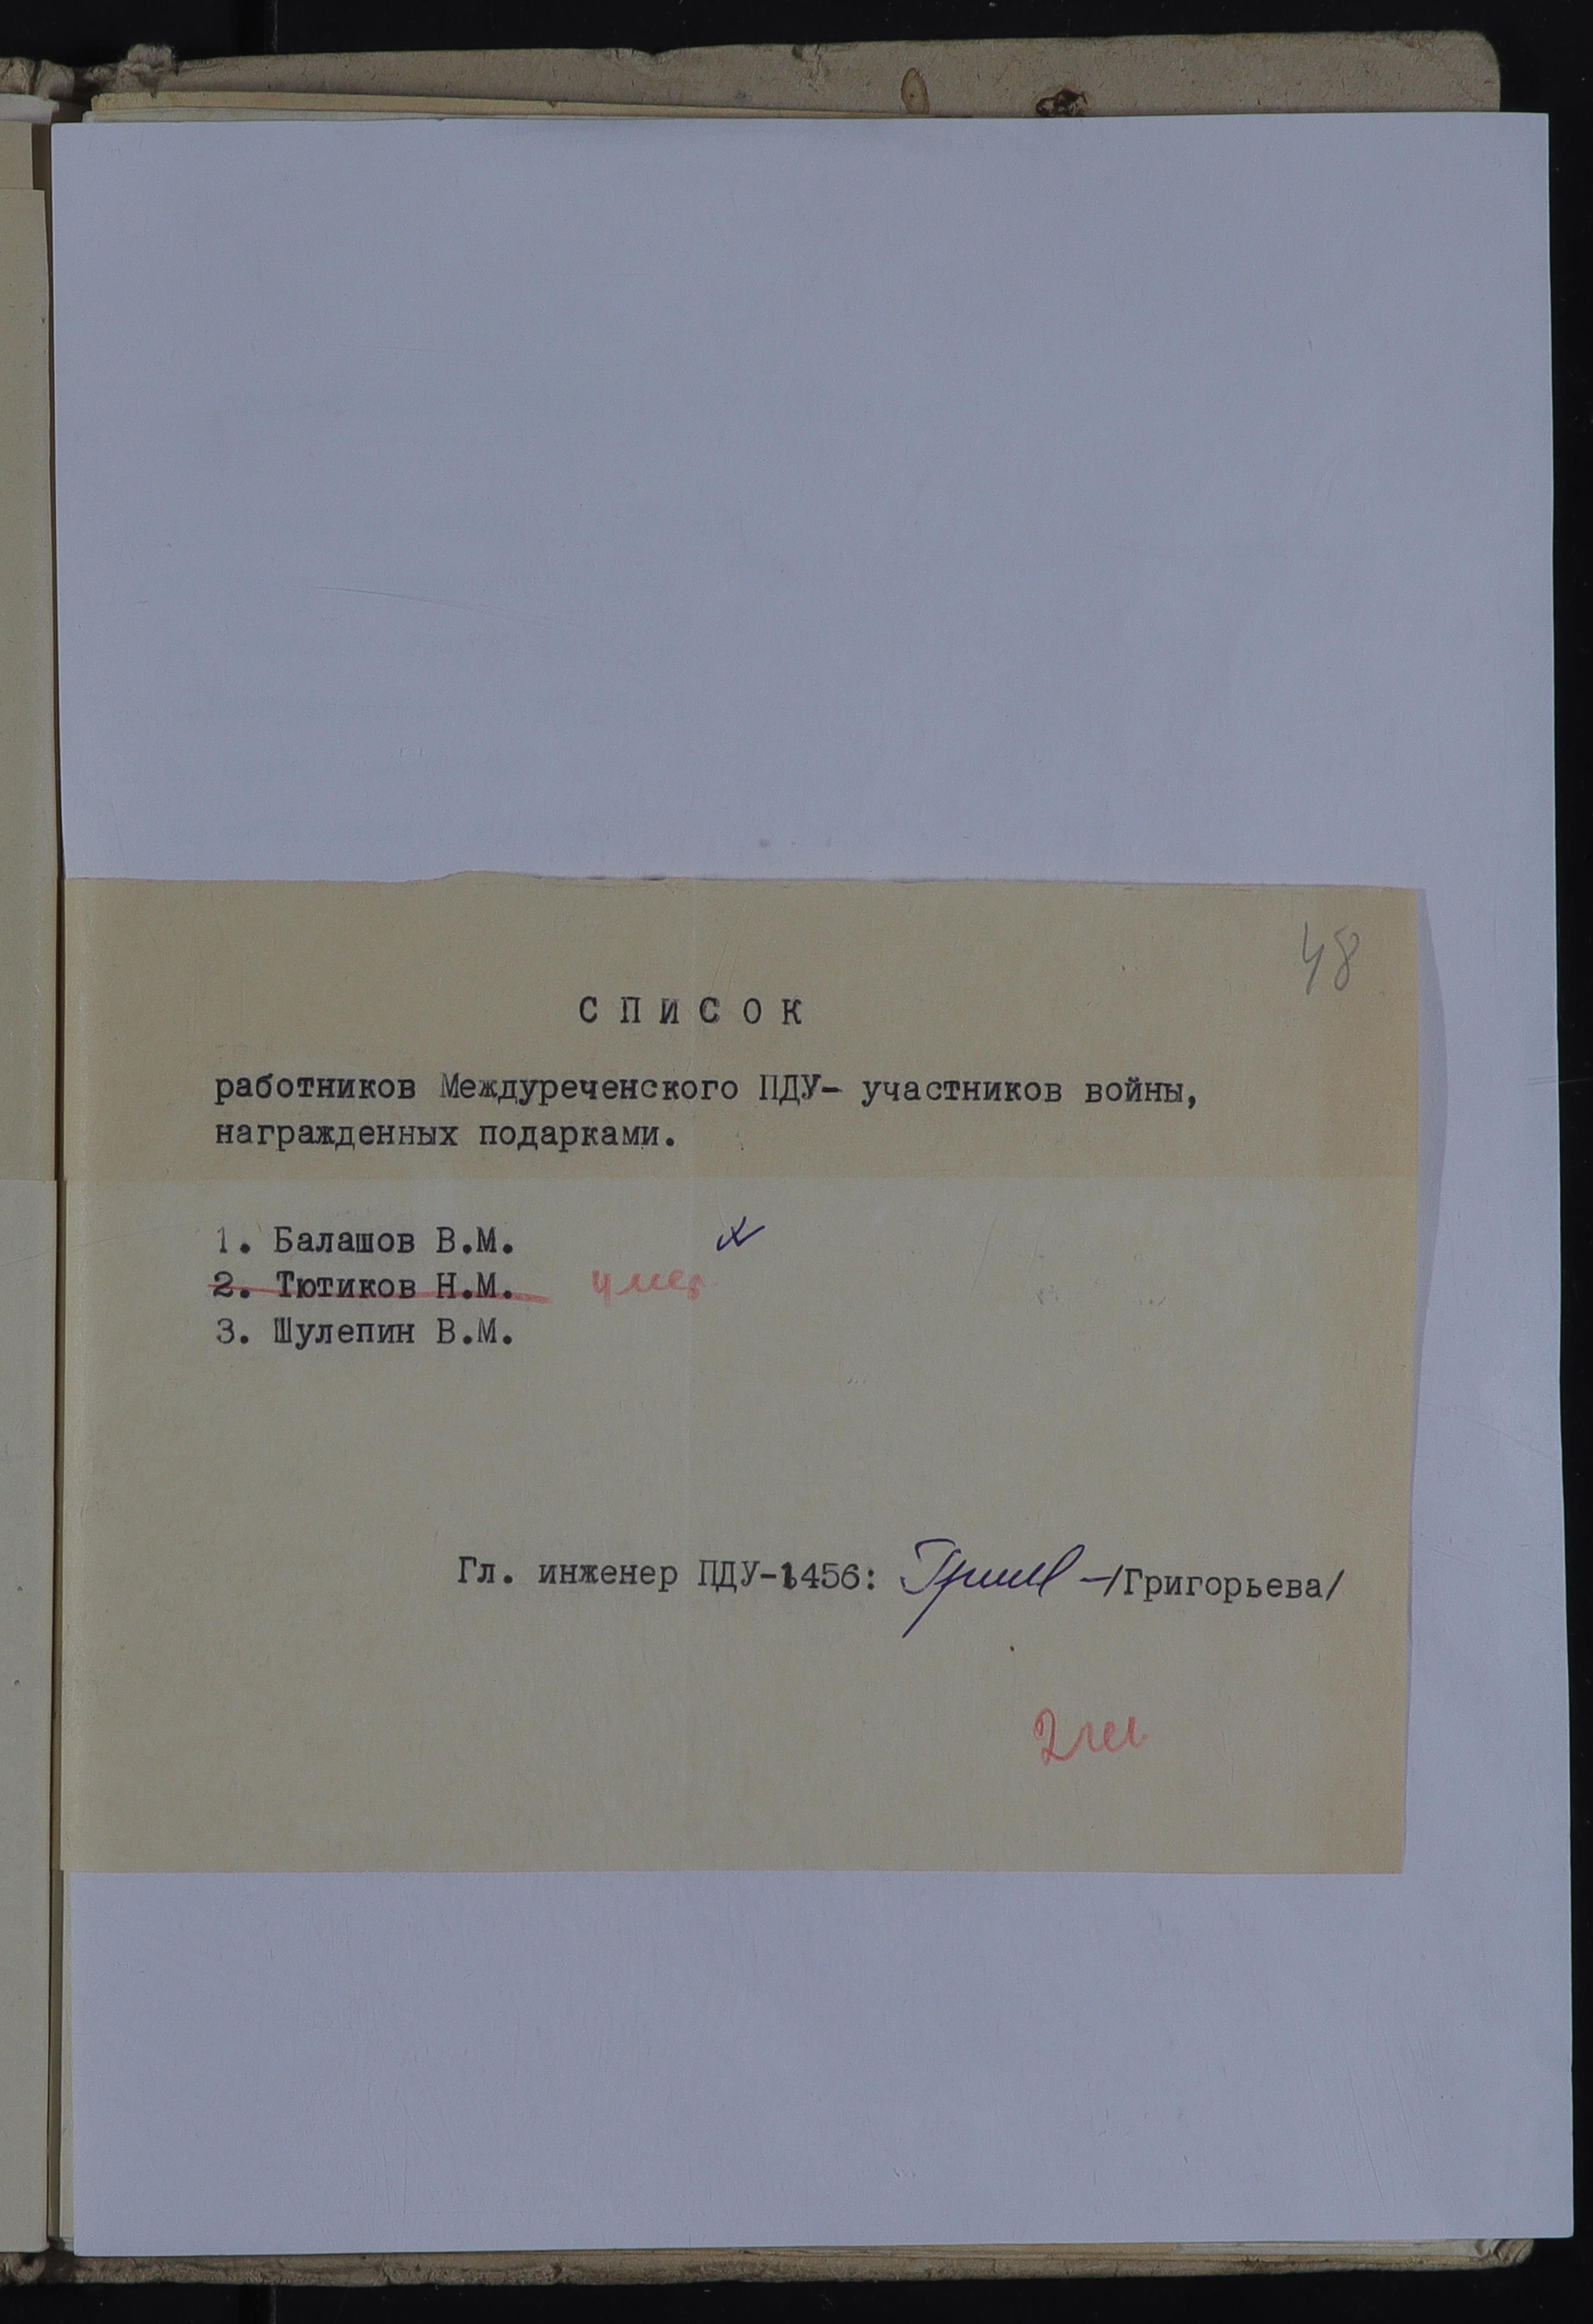 48
СПИСОК
работников Междуреченского ПДУ- участников войны,
награжденных подарками.
1. Балашов В.М.
2. Тютиков Н.М. умер
3. Шулепин В.М.
Гл. инженер ПДУ-1456: /Григорьева/